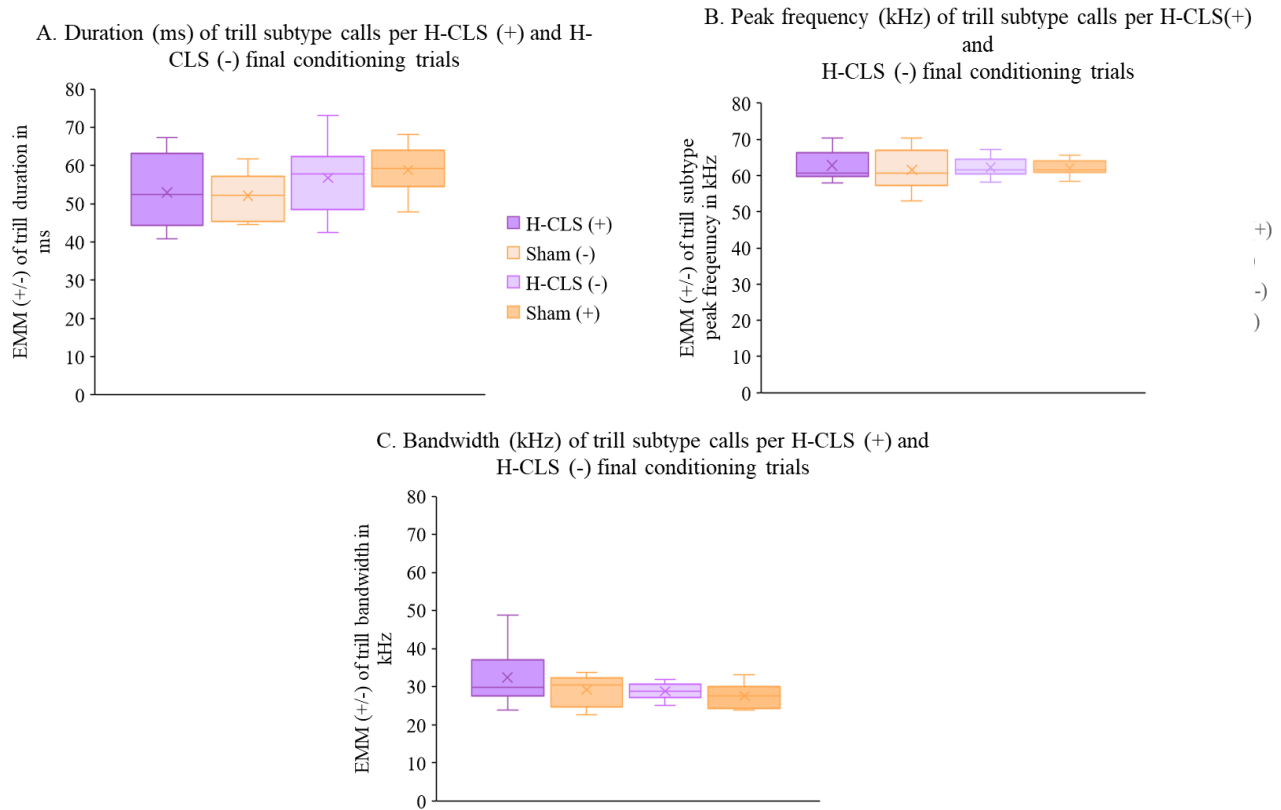 A. Duration (ms) of trill subtype calls per H-CLS (+) and H-
CLS (-) final conditioning trials
EMM (+/-) of trill duration in
ms
80
70
60
50
40
30
20
10
0
H-CLS (+)
Sham (-)
H-CLS (-)
Sham (+)
B. Peak frequency (kHz) of trill subtype calls per H-CLS(+)
and
H-CLS (-) final conditioning trials
EMM (+/-) of trill subtype
peak freqeuncy in kHz
80
70
60
50
40
30
20
10
0
+)
)
-)
)
C. Bandwidth (kHz) of trill subtype calls per H-CLS (+) and
H-CLS (-) final conditioning trials
EMM (+/-) of trill bandwidth in
kHz
80
70
60
50
40
30
20
10
0